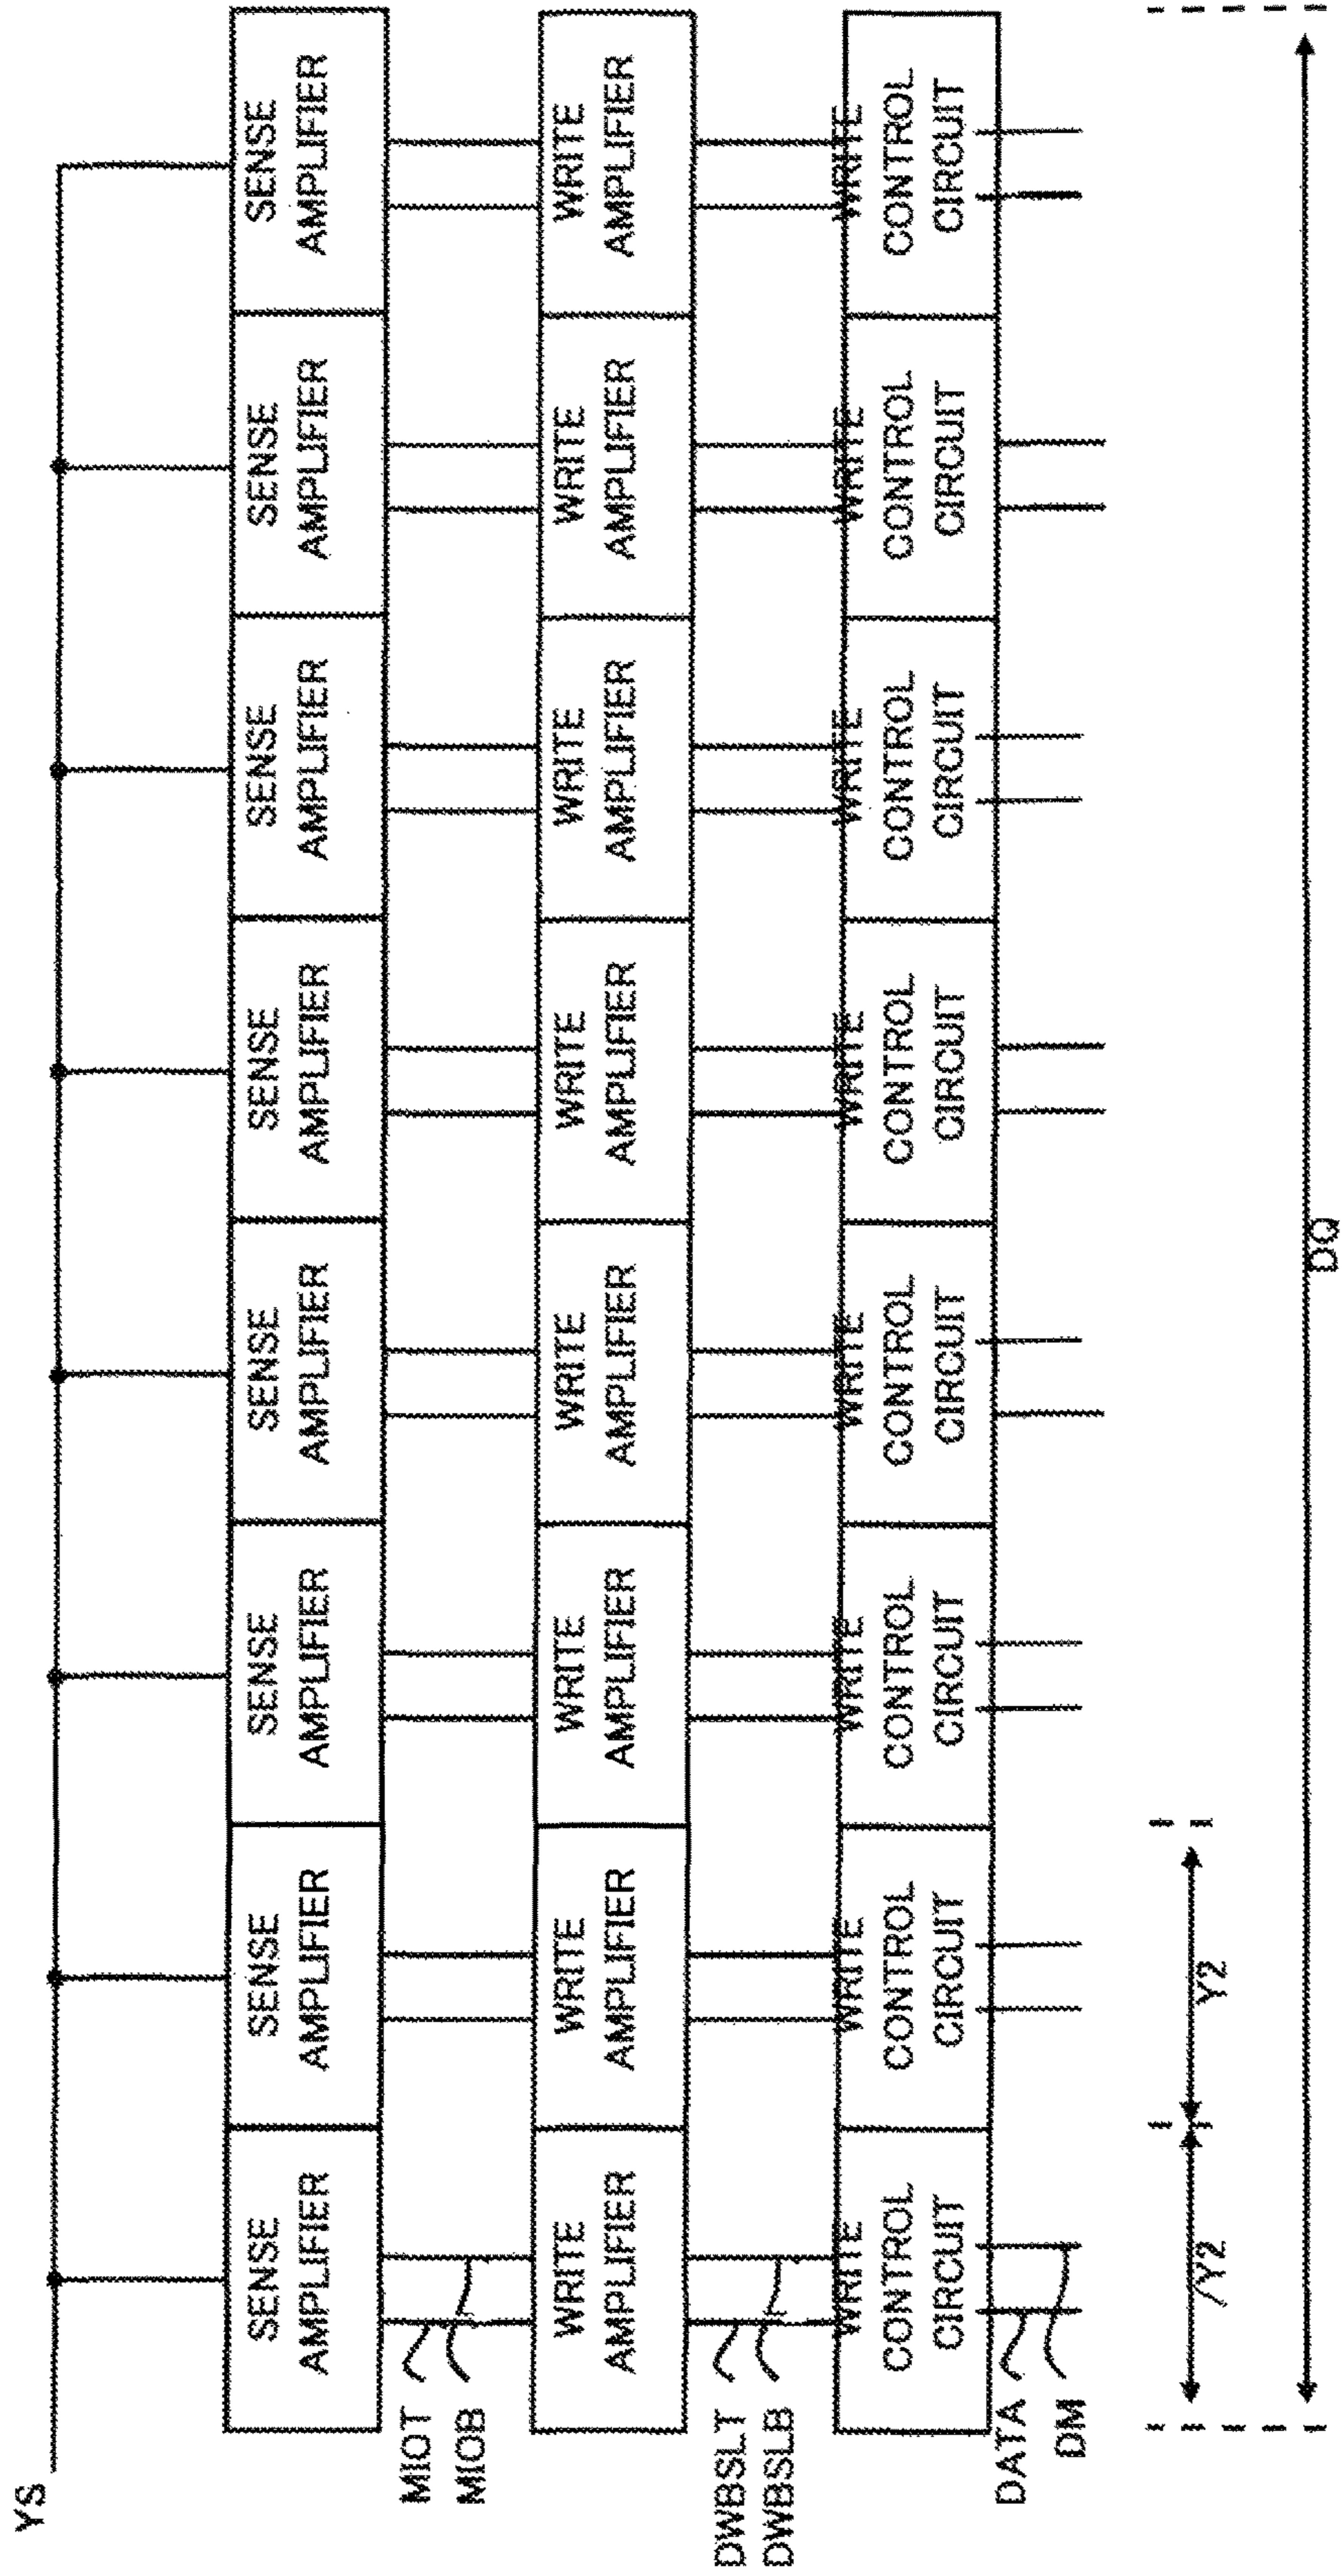 YS
SENSE
AMPLIFIER
SENSE
AMPLIFIER
SENSE
AMPLIFIER
SENSE
AMPLIFIER
SENSE
AMPLIFIER
SENSE
AMPLIFIER
SENSE
AMPLIFIER
SENSE
AMPLIFIER
MIOT
MIOB
WRITE
AMPLIFIER
WRITE
AMPLIFIER
WRITE
AMPLIFIER
WRITE
AMPLIFIER
WRITE
AMPLIFIER
WRITE
AMPLIFIER
WRITE
AMPLIFIER
WRITE
AMPLIFIER
DWBSLT
DWBSLB
WRITE
CONTROL
CIRCUIT
WRITE
CONTROL
CIRCUIT
WRITE
CONTROL
CIRCUIT
WRITE
CONTROL
CIRCUIT
WRITE
CONTROL
CIRCUIT
WRITE
CONTROL
CIRCUIT
WRITE
CONTROL
CIRCUIT
WRITE
CONTROL
CIRCUIT
DATA
DM
/Y2
Y2
DQ